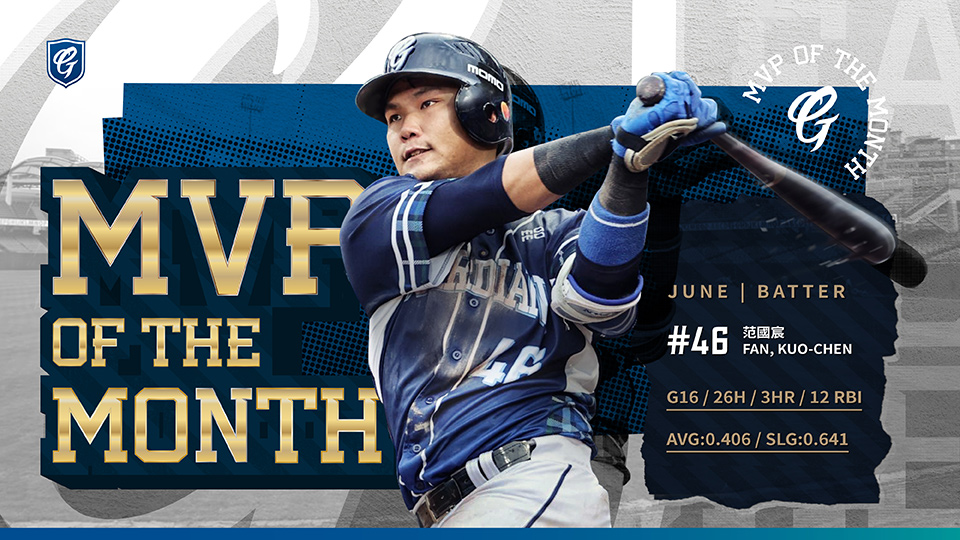 MVP OF THE MONTH
MVP
OF THE
MONTH
momo
RDIAN
46
JUNE | BATTER
#46
范國宸
FAN, KUO-CHEN
G16 / 26H / 3HR / 12 RBI
AVG:0.406 / SLG:0.641